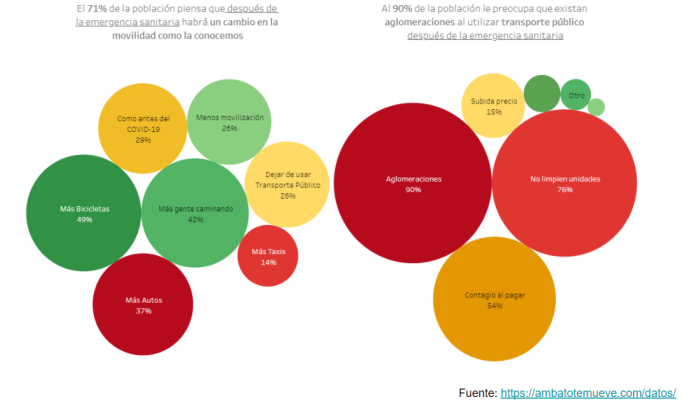 El 71% de la población piensa que después de
la emergencia sanitaria habrá un cambio en la
movilidad como la conocemos
Como antes del
COVID-19
29%
Menos movilización
26%
Dejar de usar
Transporte Público
26%
Más Bicicletas
49%
Más gente caminando
42%
Más Taxis
14%
Más Autos
37%
Al 90% de la población le preocupa que existan
aglomeraciones al utilizar transporte público
después de la emergencia sanitaria
Subida precio
15%
Otro
Aglomeraciones
90%
No limpien unidades
76%
Contagio al pagar
54%
Fuente: https://ambatotemueve.com/datos/